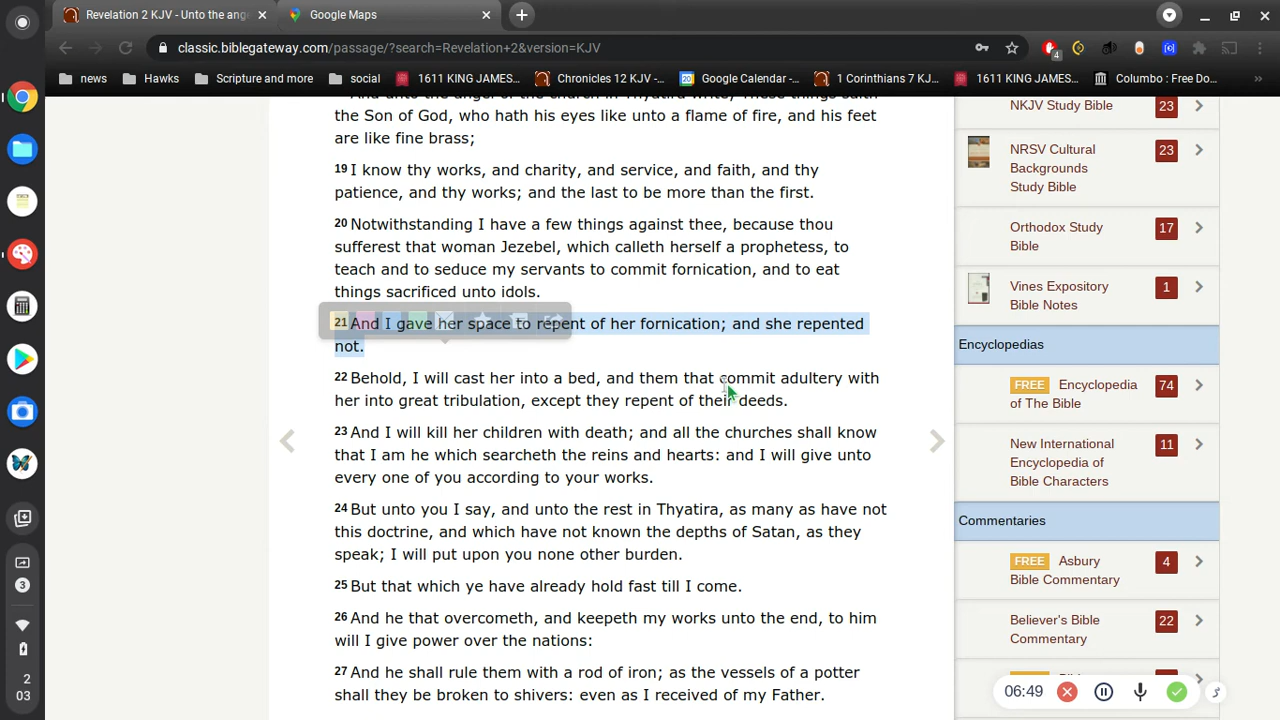 Revelation 2 KJV - Unto the ang
Google Maps
classic.biblegateway.com/passage/?search=Revelation+2&version=KJV
4
news
Hawks
Scripture and more
social
1611 KING JAMES...
Chronicles 12 KJV -...
20
Google Calendar -...
1 Corinthians 7 KJ...
1611 KING JAMES...
Columbo : Free Do...
And unto the angel of the church in Thyatira write; These things saith
the Son of God, who hath his eyes like unto a flame of fire, and his feet
are like fine brass;
19 I know thy works, and charity, and service, and faith, and thy
patience, and thy works; and the last to be more than the first.
20 Notwithstanding I have a few things against thee, because thou
sufferest that woman Jezebel, which calleth herself a prophetess, to
teach and to seduce my servants to commit fornication, and to eat
things sacrificed unto idols.
21 And I gave her space to repent of her fornication; and she repented
not.
22 Behold, I will cast her into a bed, and them that commit adultery with
her into great tribulation, except they repent of their deeds.
23 And I will kill her children with death; and all the churches shall know
that I am he which searcheth the reins and hearts: and I will give unto
every one of you according to your works.
24 But unto you I say, and unto the rest in Thyatira, as many as have not
this doctrine, and which have not known the depths of Satan, as they
speak; I will put upon you none other burden.
25 But that which ye have already hold fast till I come.
26 And he that overcometh, and keepeth my works unto the end, to him
will I give power over the nations:
27 And he shall rule them with a rod of iron; as the vessels of a potter
shall they be broken to shivers: even as I received of my Father.
NKJV Study Bible
23
NRSV Cultural
Backgrounds
Study Bible
23
Orthodox Study
Bible
17
Vines Expository
Bible Notes
1
Encyclopedias
FREE Encyclopedia
of The Bible
74
New International
Encyclopedia of
Bible Characters
11
Commentaries
FREE Asbury
Bible Commentary
4
Believer's Bible
Commentary
22
06:49
3
2
03